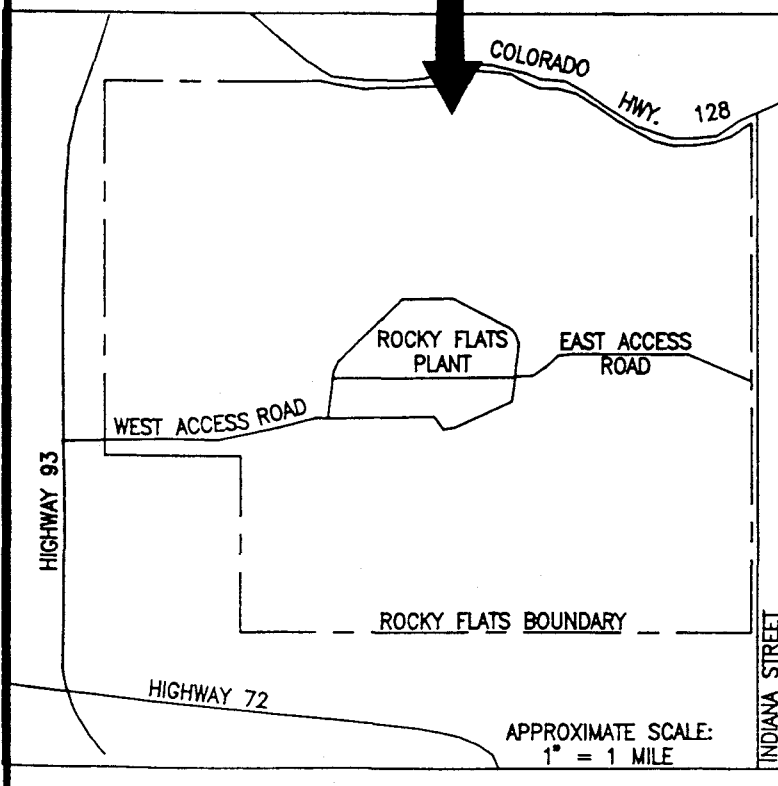 COLORADO
HWY. 128
ROCKY FLATS
PLANT
EAST ACCESS
ROAD
WEST ACCESS ROAD
HIGHWAY 93
ROCKY FLATS BOUNDARY
INDIANA STREET
HIGHWAY 72
APPROXIMATE SCALE:
1" = 1 MILE